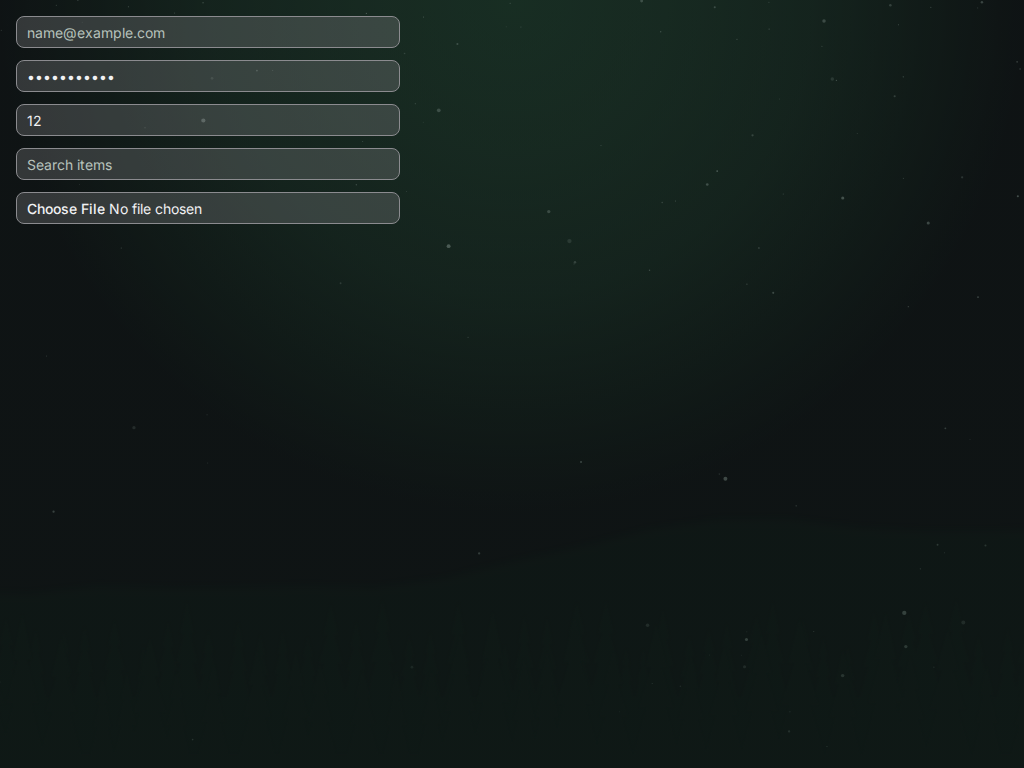 name@example.com
•••••••••••
12
Search items
Choose File No file chosen